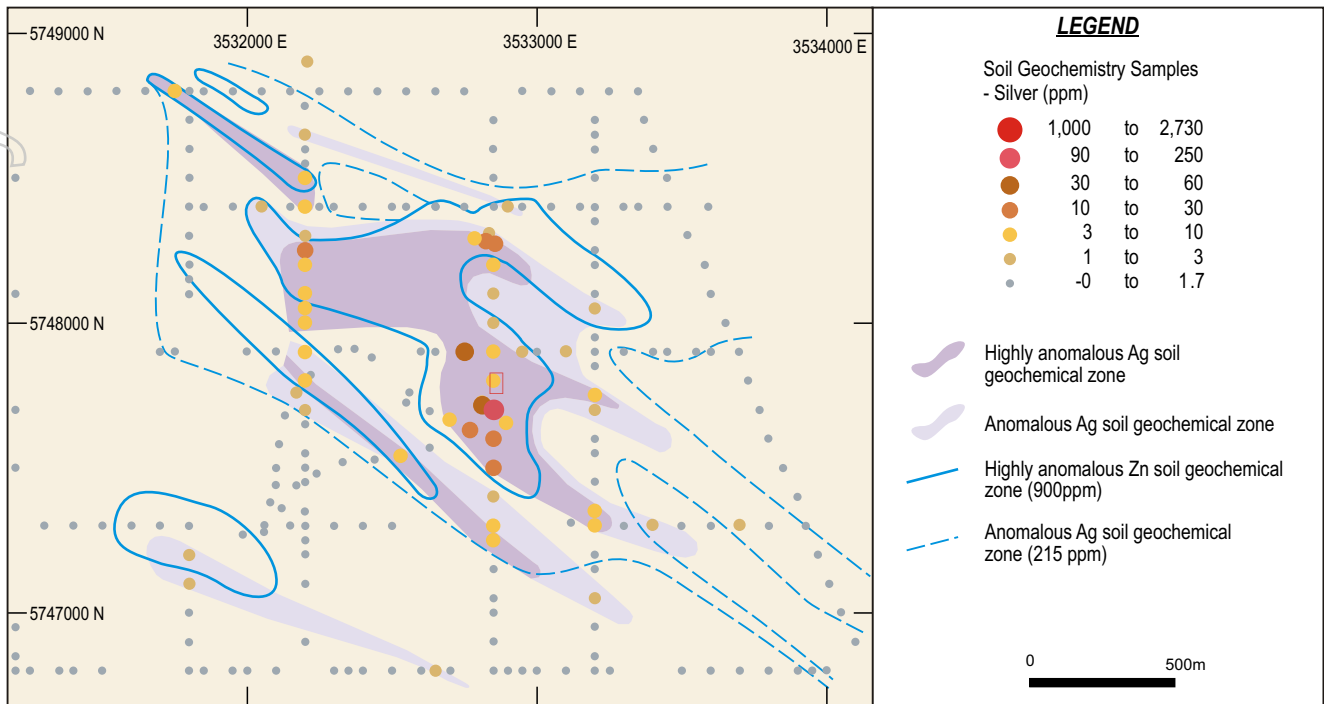 5749000 N
3532000 E
3533000 E
3534000 E
5748000 N
5747000 N
LEGEND
Soil Geochemistry Samples
- Silver (ppm)
1,000 to 2,730
90 to 250
30 to 60
10 to 30
3 to 10
1 to 3
-0 to 1.7
Highly anomalous Ag soil
geochemical zone
Anomalous Ag soil geochemical zone
Highly anomalous Zn soil geochemical
zone (900ppm)
Anomalous Ag soil geochemical
zone (215 ppm)
0 500m